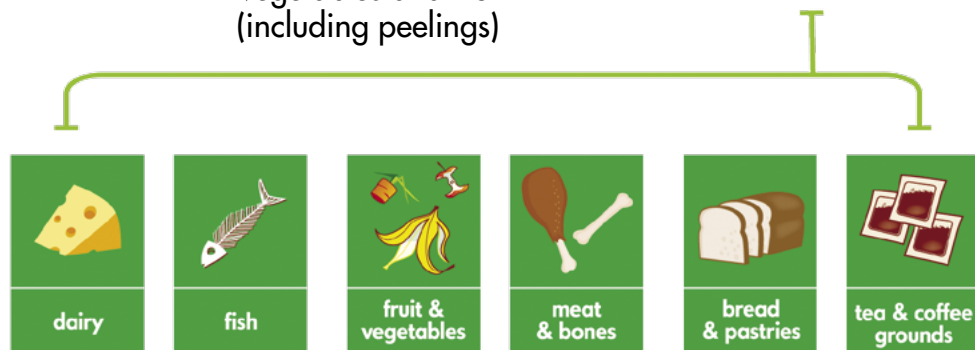 (including peelings)
dairy
fish
fruit &
vegetables
meat
& bones
bread
& pastries
tea & coffee
grounds